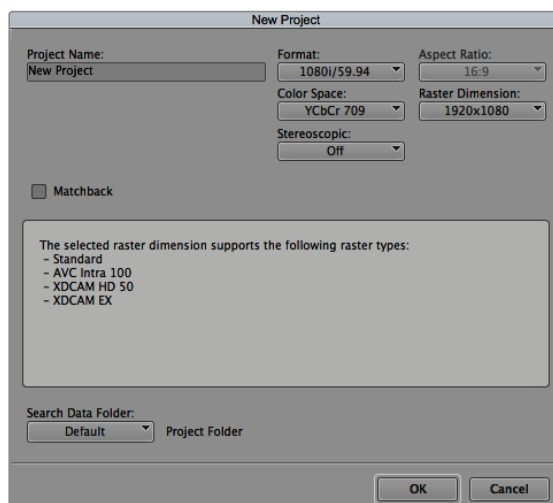 New Project
Project Name:
New Project
Format:
1080i/59.94
Aspect Ratio:
16:9
Color Space:
YCbCr 709
Raster Dimension:
1920x1080
Stereoscopic:
Off
Matchback
The selected raster dimension supports the following raster types:
- Standard
- AVC Intra 100
- XDCAM HD 50
- XDCAM EX
Search Data Folder:
Default
Project Folder
OK
Cancel